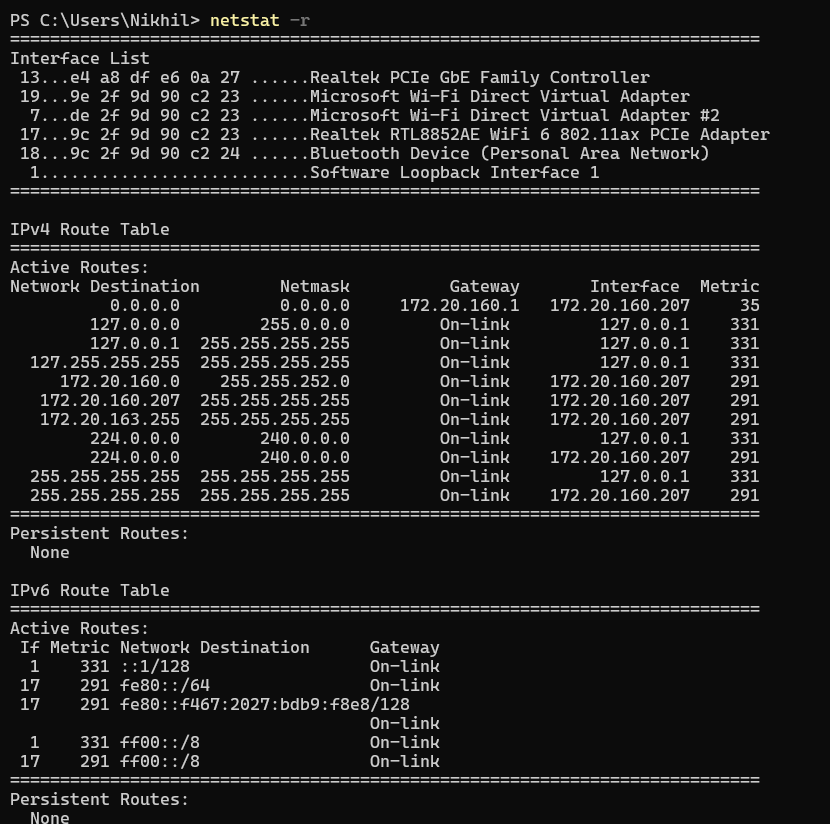 PS C:\Users\Nikhil> netstat -r
===========================================================================
Interface List
 13...e4 a8 df e6 0a 27 ......Realtek PCIe GbE Family Controller
 19...9e 2f 9d 90 c2 23 ......Microsoft Wi-Fi Direct Virtual Adapter
  7...de 2f 9d 90 c2 23 ......Microsoft Wi-Fi Direct Virtual Adapter #2
 17...9c 2f 9d 90 c2 23 ......Realtek RTL8852AE WiFi 6 802.11ax PCIe Adapter
 18...9c 2f 9d 90 c2 24 ......Bluetooth Device (Personal Area Network)
  1...........................Software Loopback Interface 1
===========================================================================

IPv4 Route Table
===========================================================================
Active Routes:
Network Destination        Netmask          Gateway       Interface  Metric
          0.0.0.0          0.0.0.0     172.20.160.1   172.20.160.207     35
        127.0.0.0        255.0.0.0         On-link         127.0.0.1    331
        127.0.0.1  255.255.255.255         On-link         127.0.0.1    331
  127.255.255.255  255.255.255.255         On-link         127.0.0.1    331
     172.20.160.0    255.255.252.0         On-link    172.20.160.207    291
   172.20.160.207  255.255.255.255         On-link    172.20.160.207    291
   172.20.163.255  255.255.255.255         On-link    172.20.160.207    291
        224.0.0.0        240.0.0.0         On-link         127.0.0.1    331
        224.0.0.0        240.0.0.0         On-link    172.20.160.207    291
  255.255.255.255  255.255.255.255         On-link         127.0.0.1    331
  255.255.255.255  255.255.255.255         On-link    172.20.160.207    291
===========================================================================
Persistent Routes:
  None

IPv6 Route Table
===========================================================================
Active Routes:
 If Metric Network Destination      Gateway
  1    331 ::1/128                  On-link
 17    291 fe80::/64                On-link
 17    291 fe80::f467:2027:bdb9:f8e8/128
                                    On-link
  1    331 ff00::/8                 On-link
 17    291 ff00::/8                 On-link
===========================================================================
Persistent Routes:
  None